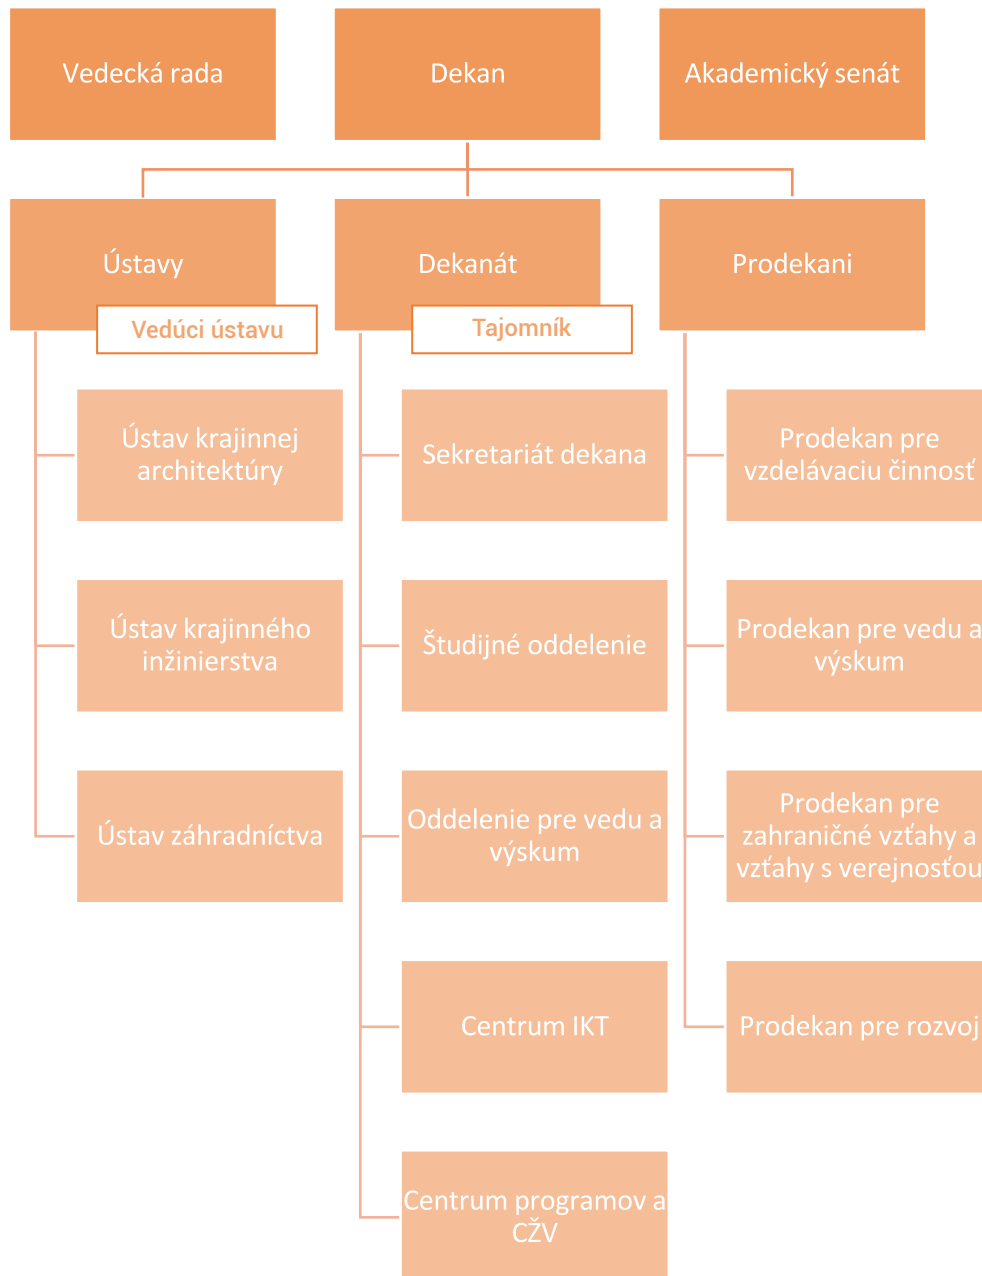 Vedecká rada
Dekan
Akademický senát
Ústavy
Dekanát
Prodekani
Vedúci ústavu
Tajomník
Ústav krajinnej
architektúry
Sekretariát dekana
Prodekan pre
vzdelávaciu činnosť
Ústav krajinného
inžinierstva
Študijné oddelenie
Prodekan pre vedu a
výskum
Ústav záhradníctva
Oddelenie pre vedu a
výskum
Prodekan pre
zahraničné vzťahy a
vzťahy s verejnosťou
Centrum IKT
Prodekan pre rozvoj
Centrum programov a
CŽV